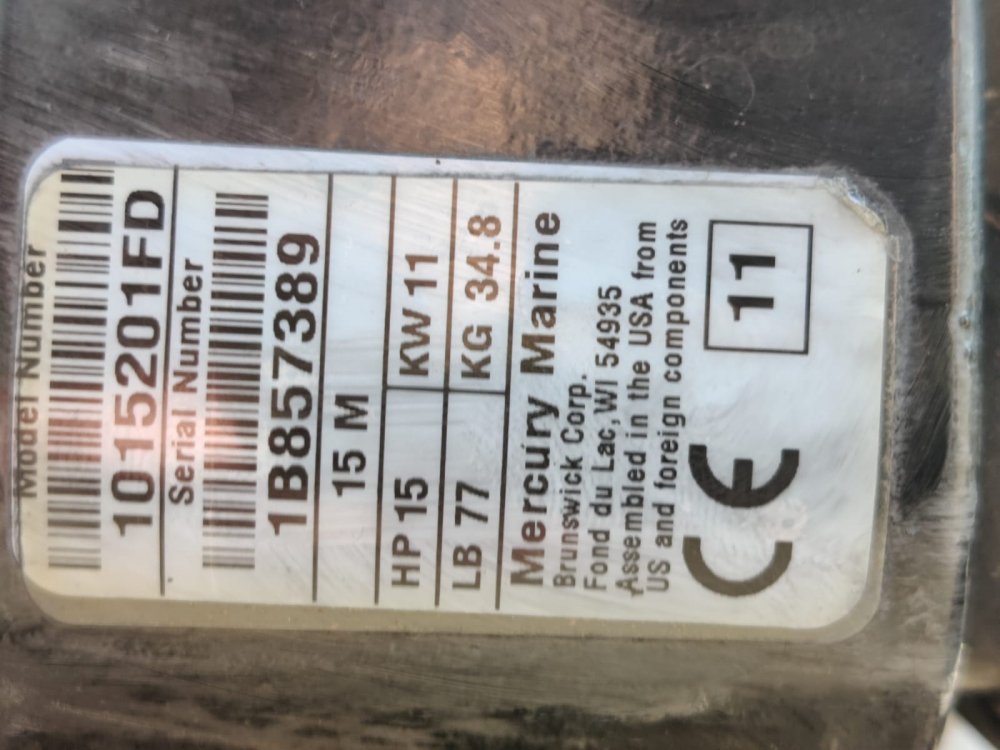 Model Number
1015201FD
Serial Number
1B857389
15 M
HP 15 KW 11
LB 77 KG 34.8
Mercury Marine
Brunswick Corp.
Fond du Lac, WI 54935
Assembled in the USA from
US and foreign components
CE 11